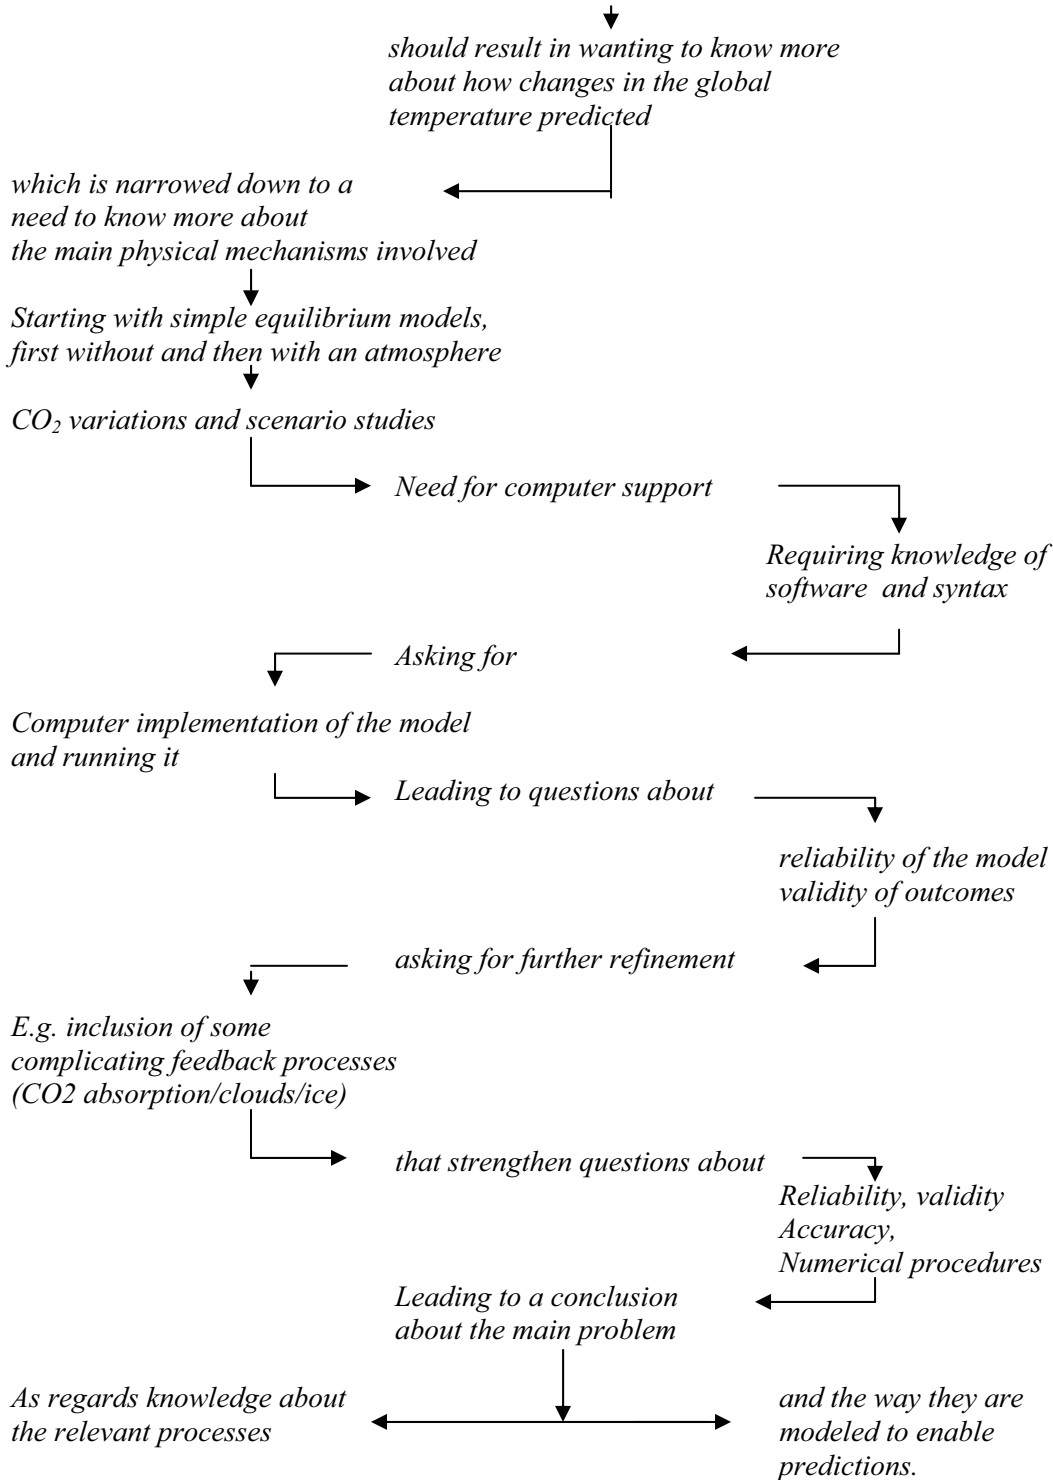 should result in wanting to know more
about how changes in the global
temperature predicted
which is narrowed down to a
need to know more about
the main physical mechanisms involved
Starting with simple equilibrium models,
first without and then with an atmosphere
CO₂ variations and scenario studies
Need for computer support
Requiring knowledge of
software and syntax
Asking for
Computer implementation of the model
and running it
Leading to questions about
reliability of the model
validity of outcomes
asking for further refinement
E.g. inclusion of some
complicating feedback processes
(CO2 absorption/clouds/ice)
that strengthen questions about
Reliability, validity
Accuracy,
Numerical procedures
Leading to a conclusion
about the main problem
As regards knowledge about
the relevant processes
and the way they are
modeled to enable
predictions.